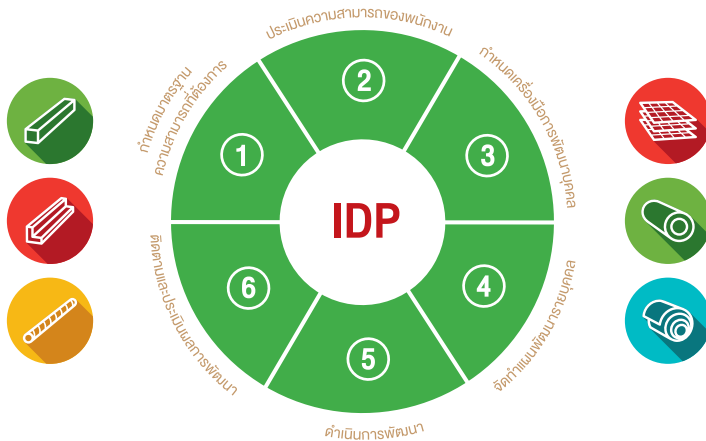 กำหนดมาตรฐาน
ความสามารถที่ต้องการ
1
ประเมินความสามารถของพนักงาน
2
กำหนดเครื่องมือการพัฒนาบุคคล
3
IDP
จัดทำแผนพัฒนารายบุคคล
4
ดำเนินการพัฒนา
5
ติดตามและประเมินผลการพัฒนา
6